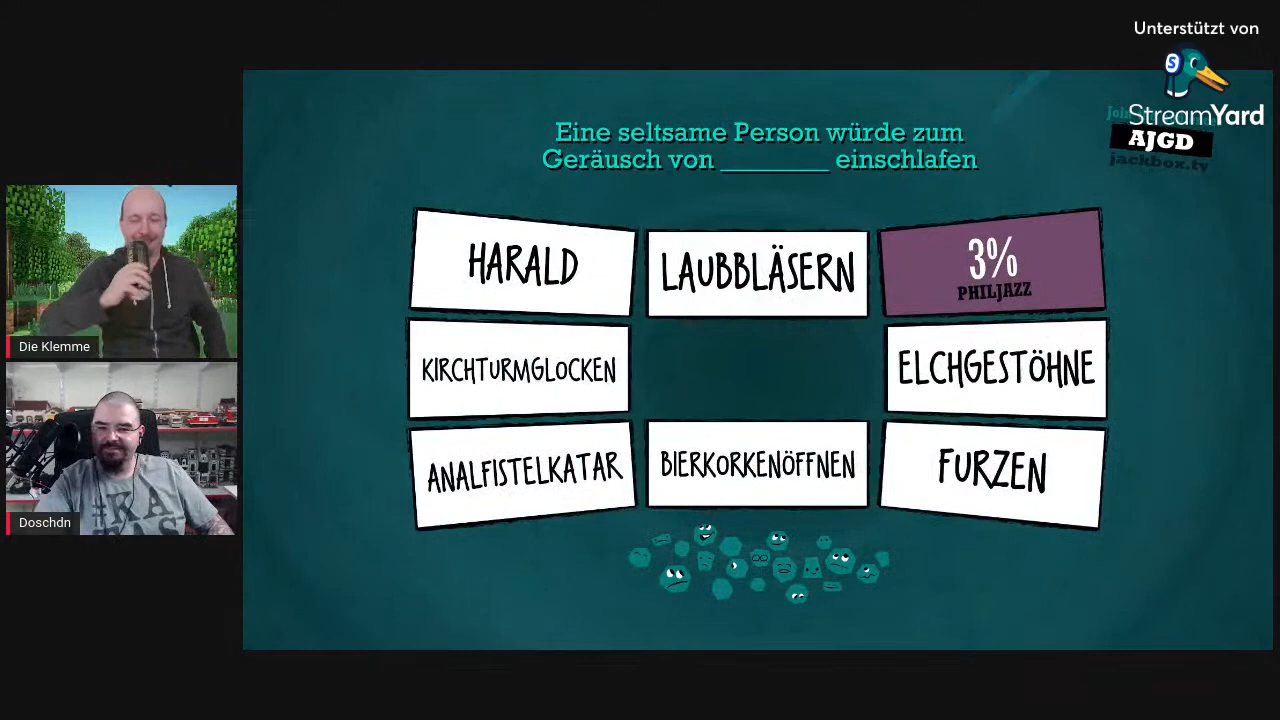 Unterstützt von
StreamYard
Eine seltsame Person würde zum
Geräusch von ________ einschlafen
AJGD
jackbox.tv
HARALD
LAUBBLÄSERN
3%
PHILJAZZ
KIRCHTURMGLOCKEN
ELCHGESTÖHNE
ANALFISTELKATAR
BIERKORKENÖFFNEN
FURZEN
Die Klemme
Doschdn